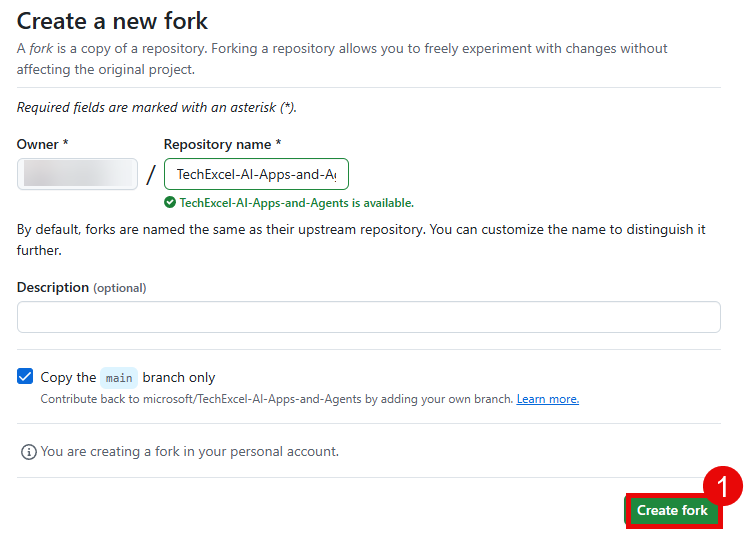 Create a new fork
A fork is a copy of a repository. Forking a repository allows you to freely experiment with changes without
affecting the original project.
Required fields are marked with an asterisk (*).
Owner * Repository name *
/ TechExcel-AI-Apps-and-Ag
TechExcel-AI-Apps-and-Agents is available.
By default, forks are named the same as their upstream repository. You can customize the name to distinguish it
further.
Description (optional)
Copy the main branch only
Contribute back to microsoft/TechExcel-AI-Apps-and-Agents by adding your own branch. Learn more.
You are creating a fork in your personal account.
1
Create fork